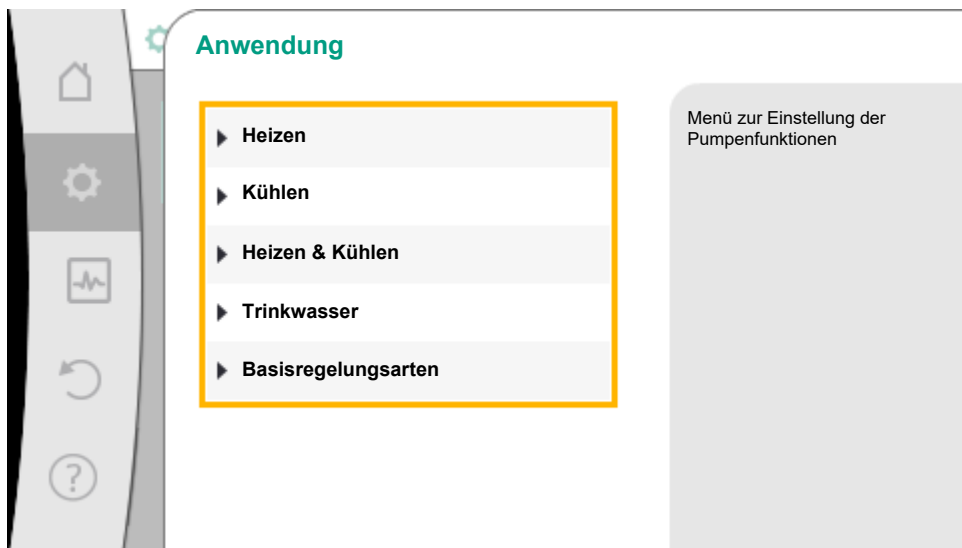 Anwendung
Heizen
Kühlen
Heizen & Kühlen
Trinkwasser
Basisregelungsarten
Menü zur Einstellung der
Pumpenfunktionen
?